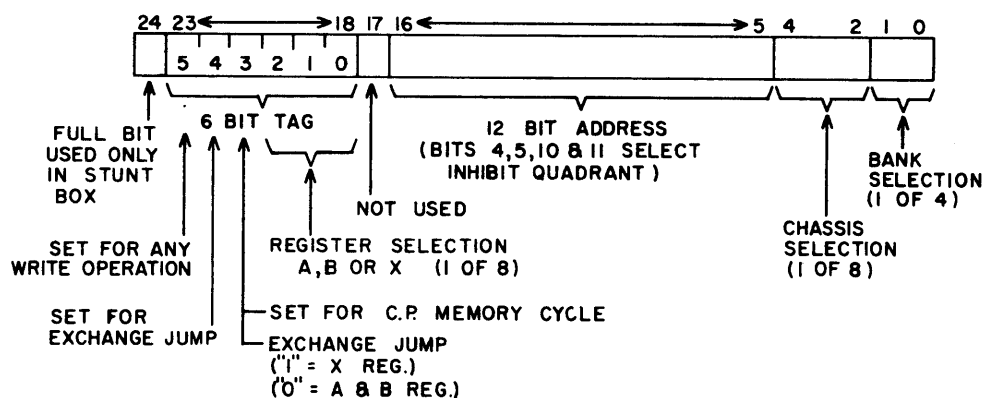 24 23 18 17 16 5 4 2 1 0
5 4 3 2 1 0
6 BIT TAG
FULL BIT
USED ONLY
IN STUNT
BOX
12 BIT ADDRESS
(BITS 4,5,10 & 11 SELECT
INHIBIT QUADRANT)
BANK
SELECTION
(1 OF 4)
NOT USED
CHASSIS
SELECTION
(1 OF 8)
SET FOR ANY
WRITE OPERATION
REGISTER SELECTION
A,B OR X (1 OF 8)
SET FOR
EXCHANGE JUMP
SET FOR C.P. MEMORY CYCLE
EXCHANGE JUMP
("1" = X REG.)
("0" = A & B REG.)